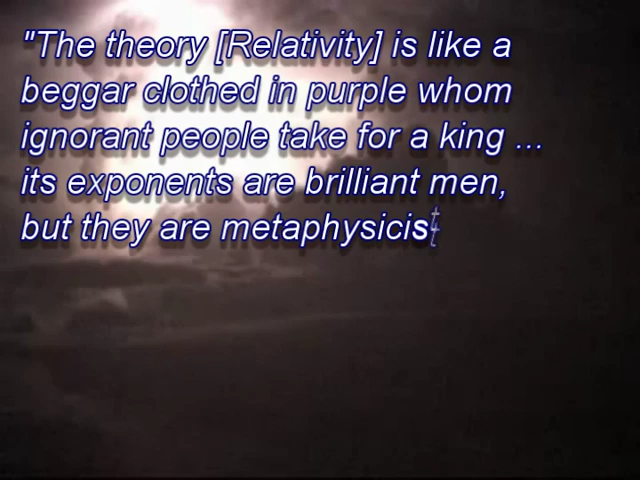 "The theory [Relativity] is like a
beggar clothed in purple whom
ignorant people take for a king ...
its exponents are brilliant men,
but they are metaphysicist